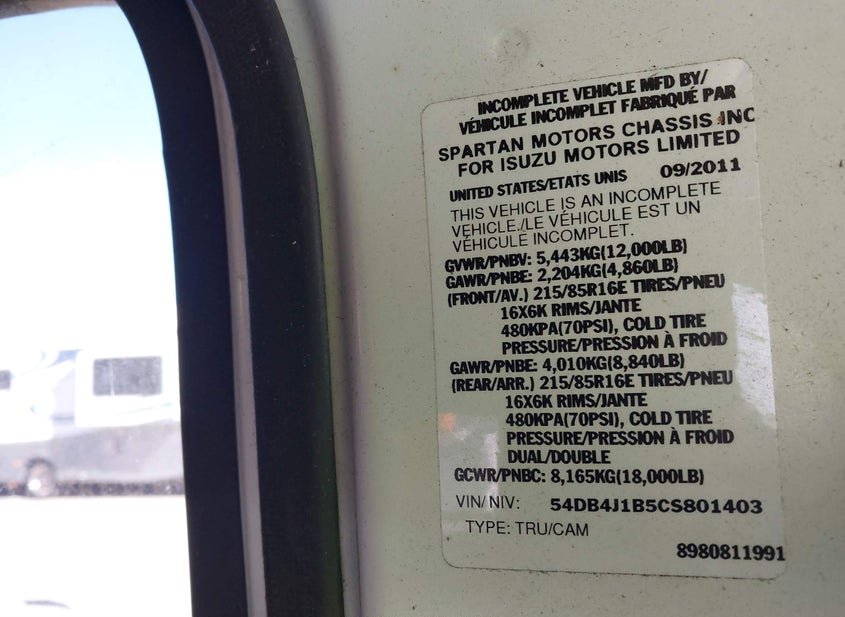 INCOMPLETE VEHICLE MFD BY/
VÉHICULE INCOMPLET FABRIQUÉ PAR
SPARTAN MOTORS CHASSIS INC
FOR ISUZU MOTORS LIMITED
UNITED STATES/ETATS UNIS 09/2011
THIS VEHICLE IS AN INCOMPLETE
VEHICLE./LE VÉHICULE EST UN
VÉHICULE INCOMPLET.
GVWR/PNBV: 5,443KG(12,000LB)
GAWR/PNBE: 2,204KG(4,860LB)
(FRONT/AV.) 215/85R16E TIRES/PNEU
16X6K RIMS/JANTE
480KPA(70PSI), COLD TIRE
PRESSURE/PRESSION À FROID
GAWR/PNBE: 4,010KG(8,840LB)
(REAR/ARR.) 215/85R16E TIRES/PNEU
16X6K RIMS/JANTE
480KPA(70PSI), COLD TIRE
PRESSURE/PRESSION À FROID
DUAL/DOUBLE
GCWR/PNBC: 8,165KG(18,000LB)
VIN/NIV: 54DB4J1B5CS801403
TYPE: TRU/CAM
8980811991